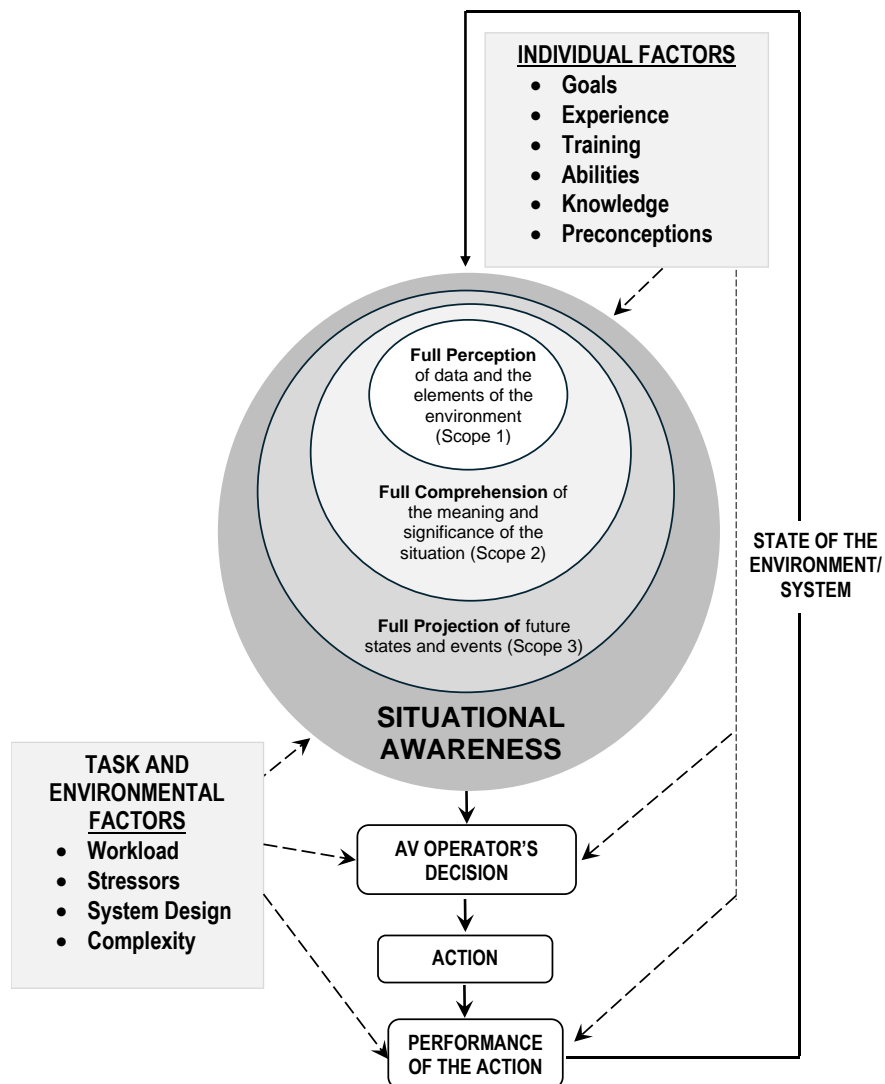 INDIVIDUAL FACTORS
• Goals
• Experience
• Training
• Abilities
• Knowledge
• Preconceptions
Full Perception
of data and the
elements of the
environment
(Scope 1)
Full Comprehension of
the meaning and
significance of the
situation (Scope 2)
STATE OF THE
ENVIRONMENT/
SYSTEM
Full Projection of future
states and events (Scope 3)
SITUATIONAL
AWARENESS
TASK AND
ENVIRONMENTAL
FACTORS
• Workload
• Stressors
• System Design
• Complexity
AV OPERATOR’S
DECISION
ACTION
PERFORMANCE
OF THE ACTION